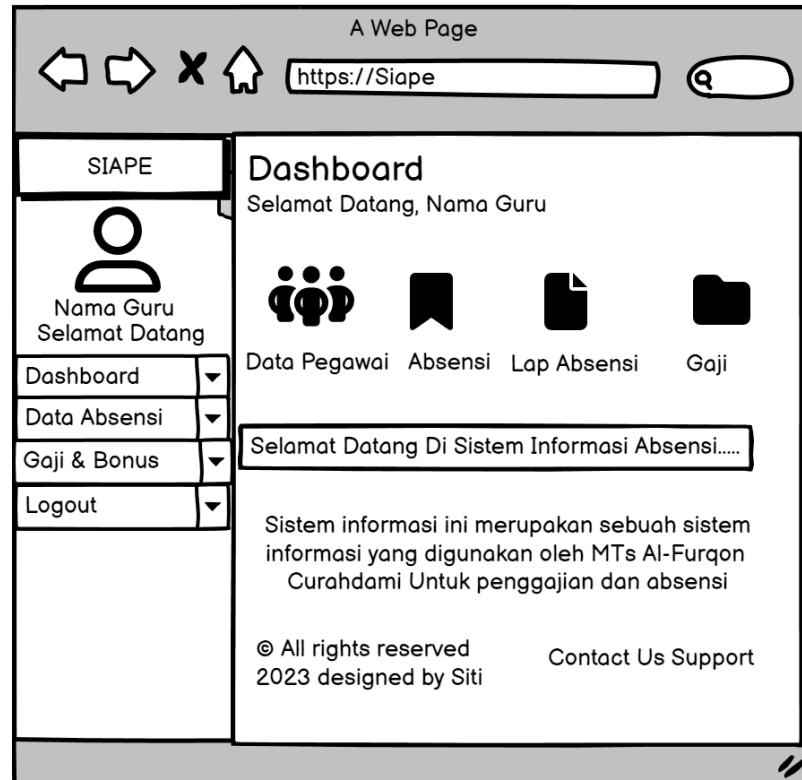 A Web Page
https://Siape
SIAPE
Nama Guru
Selamat Datang
Dashboard
Data Absensi
Gaji & Bonus
Logout
Dashboard
Selamat Datang, Nama Guru
Data Pegawai
Absensi
Lap Absensi
Gaji
Selamat Datang Di Sistem Informasi Absensi.....
Sistem informasi ini merupakan sebuah sistem
informasi yang digunakan oleh MTs Al-Furqon
Curahdami Untuk penggajian dan absensi
© All rights reserved
2023 designed by Siti
Contact Us Support